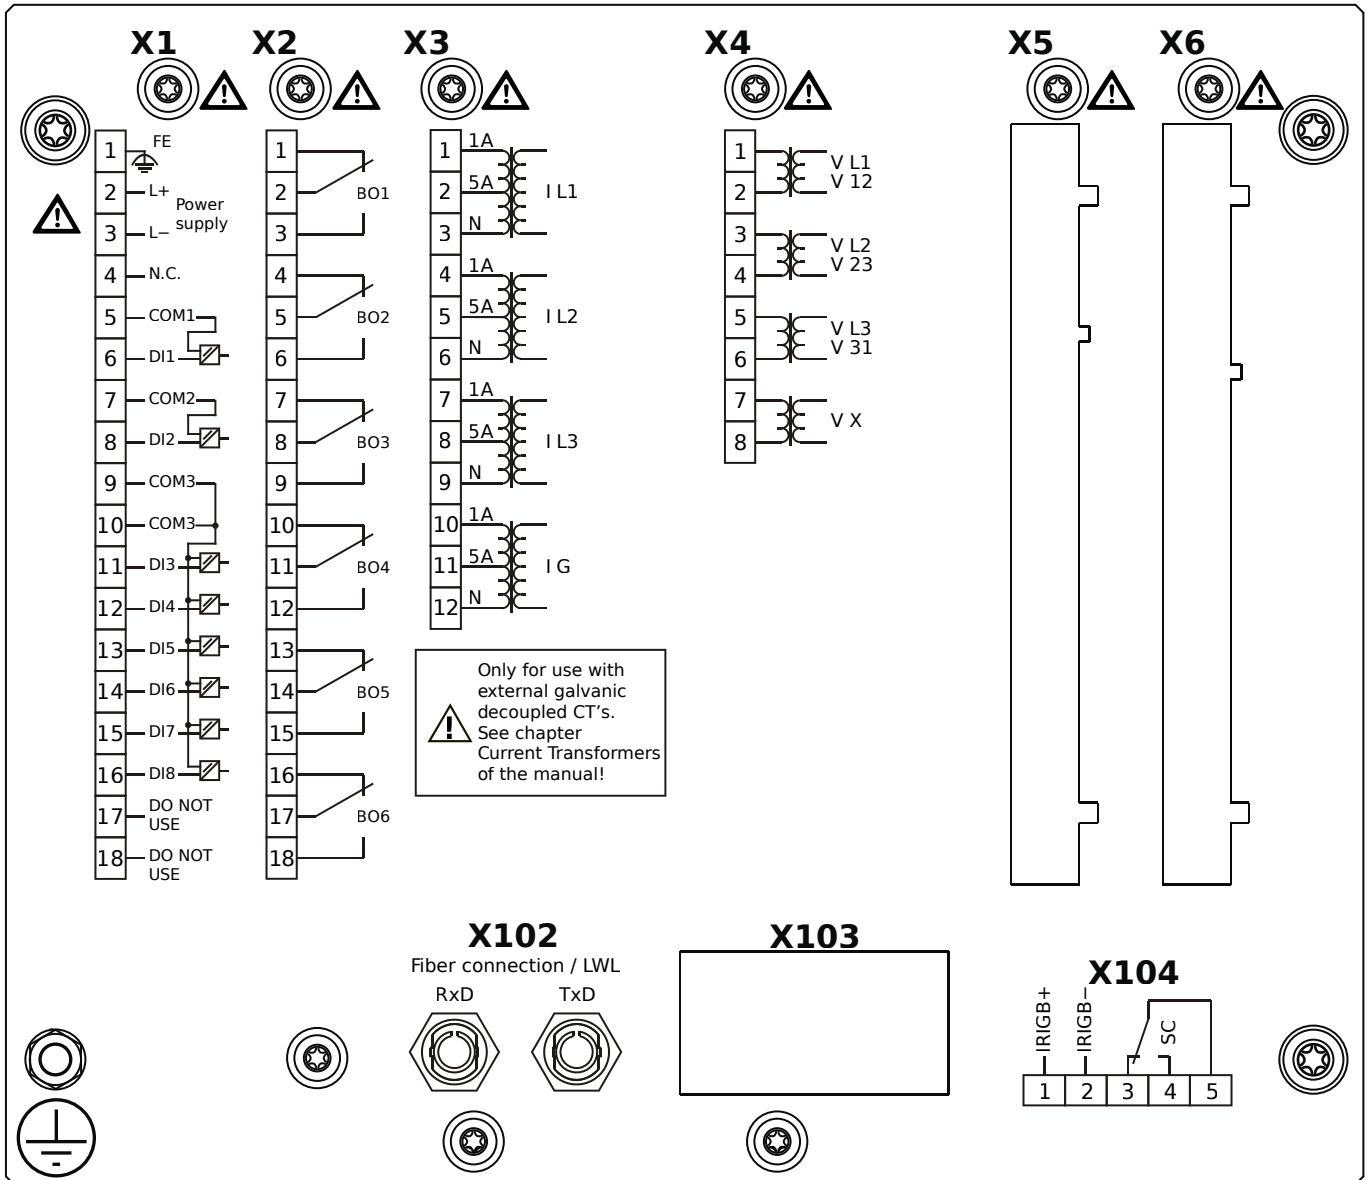 X1 X2 X3 X4 X5 X6
1 FE
2 L+
Power
supply
3 L−
4 N.C.
5 COM1
6 DI1
7 COM2
8 DI2
9 COM3
10 COM3
11 DI3
12 DI4
13 DI5
14 DI6
15 DI7
16 DI8
17 DO NOT
USE
18 DO NOT
USE
1
2 BO1
3
4
5 BO2
6
7
8 BO3
9
10
11 BO4
12
13
14 BO5
15
16
17 BO6
18
1 1A
2 5A I L1
3 N
4 1A
5 5A I L2
6 N
7 1A
8 5A I L3
9 N
10 1A
11 5A I G
12 N
Only for use with
external galvanic
decoupled CT's.
See chapter
Current Transformers
of the manual!
1 V L1
2 V 12
3 V L2
4 V 23
5 V L3
6 V 31
7 V X
8
X102
Fiber connection / LWL
RxD TxD
X103
X104
IRIGB+
IRIGB−
SC
1 2 3 4 5